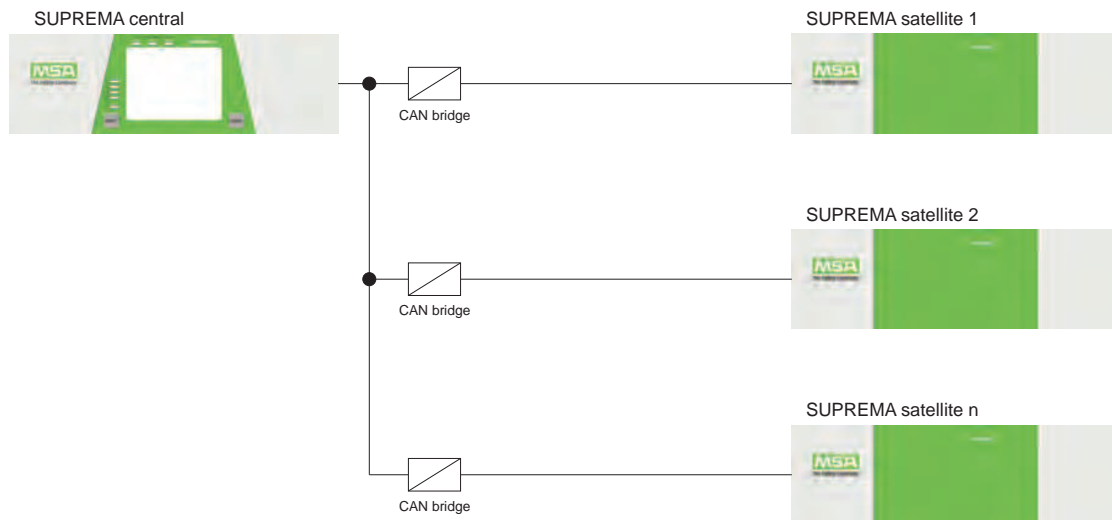 SUPREMA central
SUPREMA satellite 1
MSA
MSA
CAN bridge
SUPREMA satellite 2
MSA
CAN bridge
SUPREMA satellite n
MSA
CAN bridge